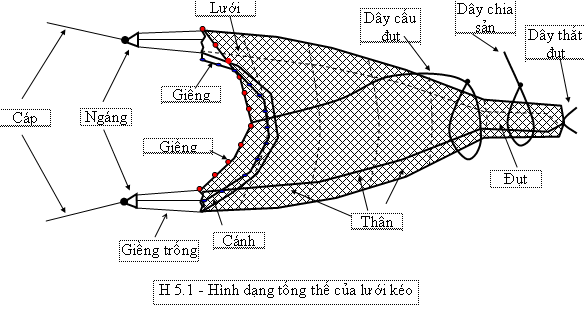 Lưới
Dây cẩu
đụt
Dây chia
sản
Dây thắt
đụt
Giềng
Cáp
Ngáng
Giềng
Đụt
Thân
Cánh
Giềng trống
H 5.1 - Hình dạng tổng thể của lưới kéo